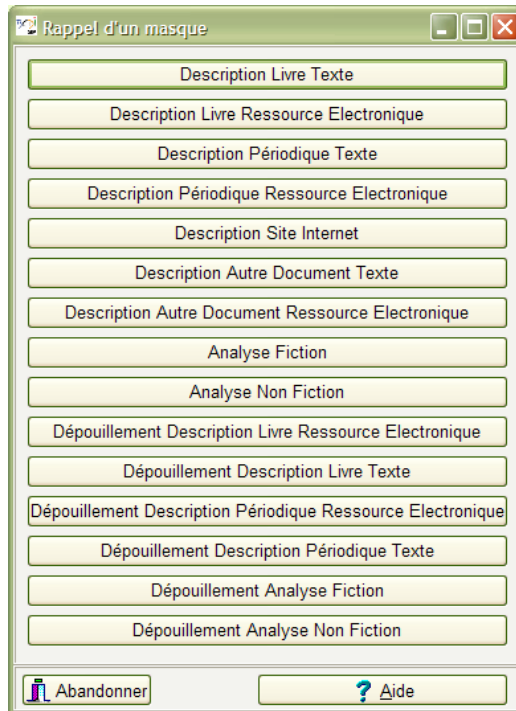 Rappel d'un masque
Description Livre Texte
Description Livre Ressource Electronique
Description Périodique Texte
Description Périodique Ressource Electronique
Description Site Internet
Description Autre Document Texte
Description Autre Document Ressource Electronique
Analyse Fiction
Analyse Non Fiction
Dépouillement Description Livre Ressource Electronique
Dépouillement Description Livre Texte
Dépouillement Description Périodique Ressource Electronique
Dépouillement Description Périodique Texte
Dépouillement Analyse Fiction
Dépouillement Analyse Non Fiction
Abandonner ? Aide